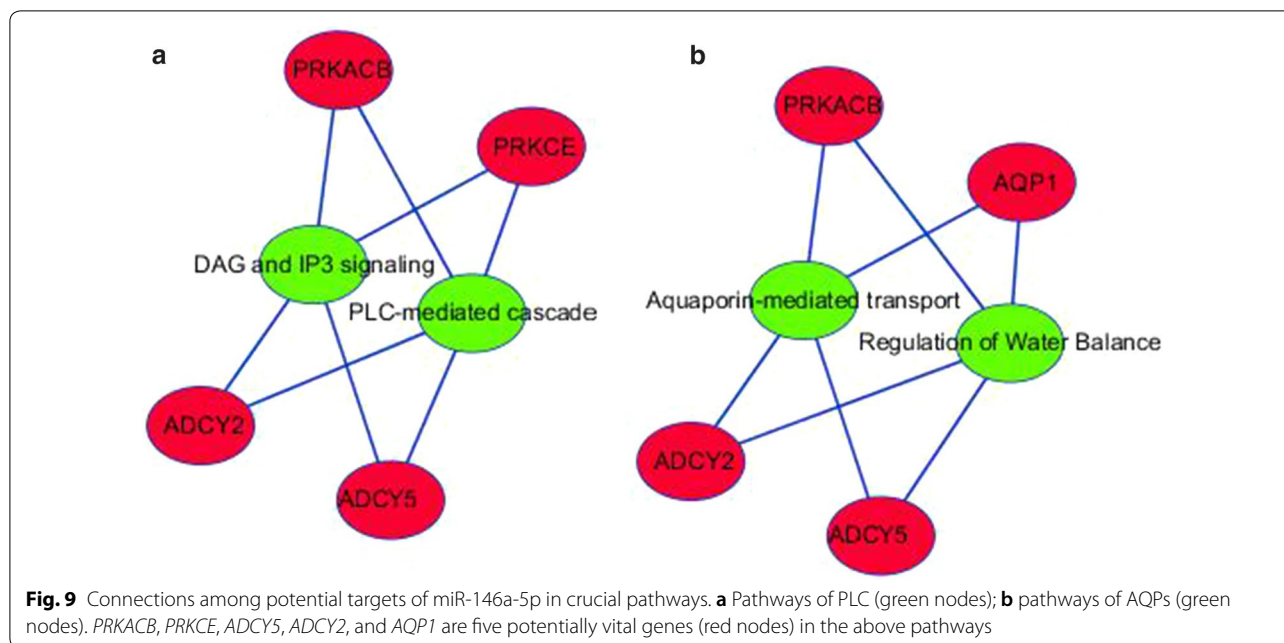 a
PRKACB
PRKCE
DAG and IP3 signaling
PLC-mediated cascade
ADCY2
ADCY5
b
PRKACB
AQP1
Aquaporin-mediated transport
Regulation of Water Balance
ADCY2
ADCY5
Fig. 9 Connections among potential targets of miR-146a-5p in crucial pathways. a Pathways of PLC (green nodes); b pathways of AQPs (green
nodes). PRKACB, PRKCE, ADCY5, ADCY2, and AQP1 are five potentially vital genes (red nodes) in the above pathways